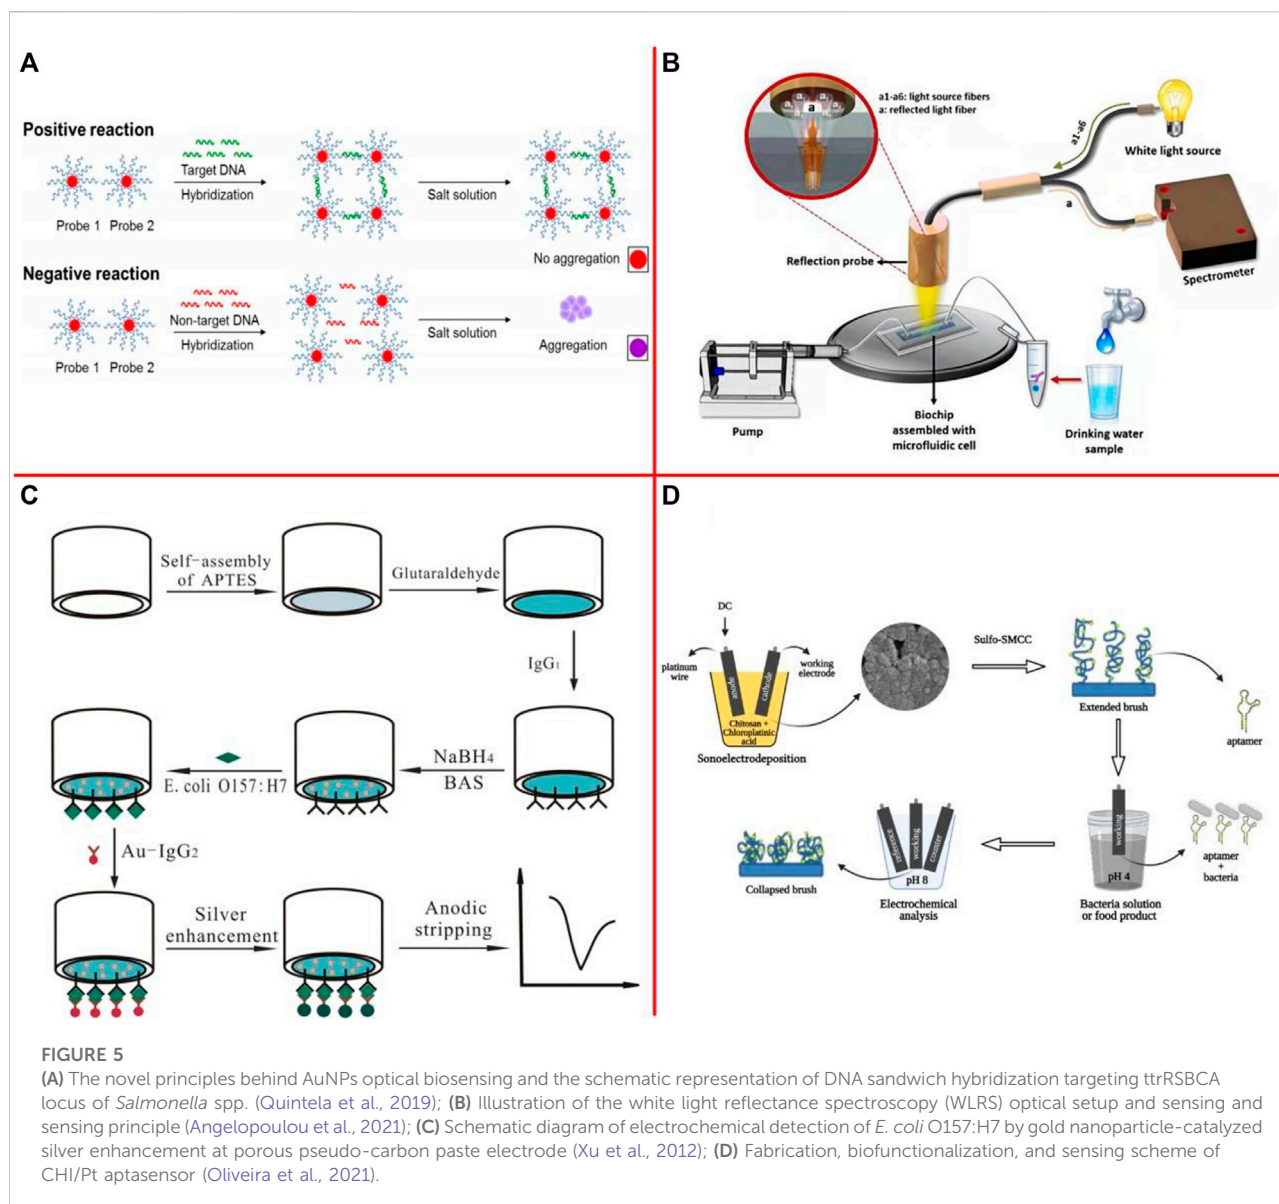 A
Positive reaction
Target DNA
Hybridization
Salt solution
Probe 1 Probe 2
No aggregation
Negative reaction
Non-target DNA
Hybridization
Salt solution
Probe 1 Probe 2
Aggregation
B
a1-a6: light source fibers
a: reflected light fiber
a
a1-a6
White light source
a
Spectrometer
Reflection probe
Pump
Biochip
assembled with
microfluidic cell
Drinking water
sample
C
Self-assembly
of APTES
Glutaraldehyde
IgG₁
NaBH₄
BAS
E. coli O157:H7
Au-IgG₂
Silver
enhancement
Anodic
stripping
D
DC
platinum
wire
working
electrode
anode
cathode
Chitosan +
Chloroplatinic
acid
Sonoelectrodeposition
Sulfo-SMCC
Extended brush
aptamer
working
pH 4
Bacteria solution
or food product
aptamer
+
bacteria
reference
working
counter
pH 8
Electrochemical
analysis
Collapsed brush
FIGURE 5
(A) The novel principles behind AuNPs optical biosensing and the schematic representation of DNA sandwich hybridization targeting ttrRSBCA
locus of Salmonella spp. (Quintela et al., 2019); (B) Illustration of the white light reflectance spectroscopy (WLRS) optical setup and sensing and
sensing principle (Angelopoulou et al., 2021); (C) Schematic diagram of electrochemical detection of E. coli O157:H7 by gold nanoparticle-catalyzed
silver enhancement at porous pseudo-carbon paste electrode (Xu et al., 2012); (D) Fabrication, biofunctionalization, and sensing scheme of
CHI/Pt aptasensor (Oliveira et al., 2021).